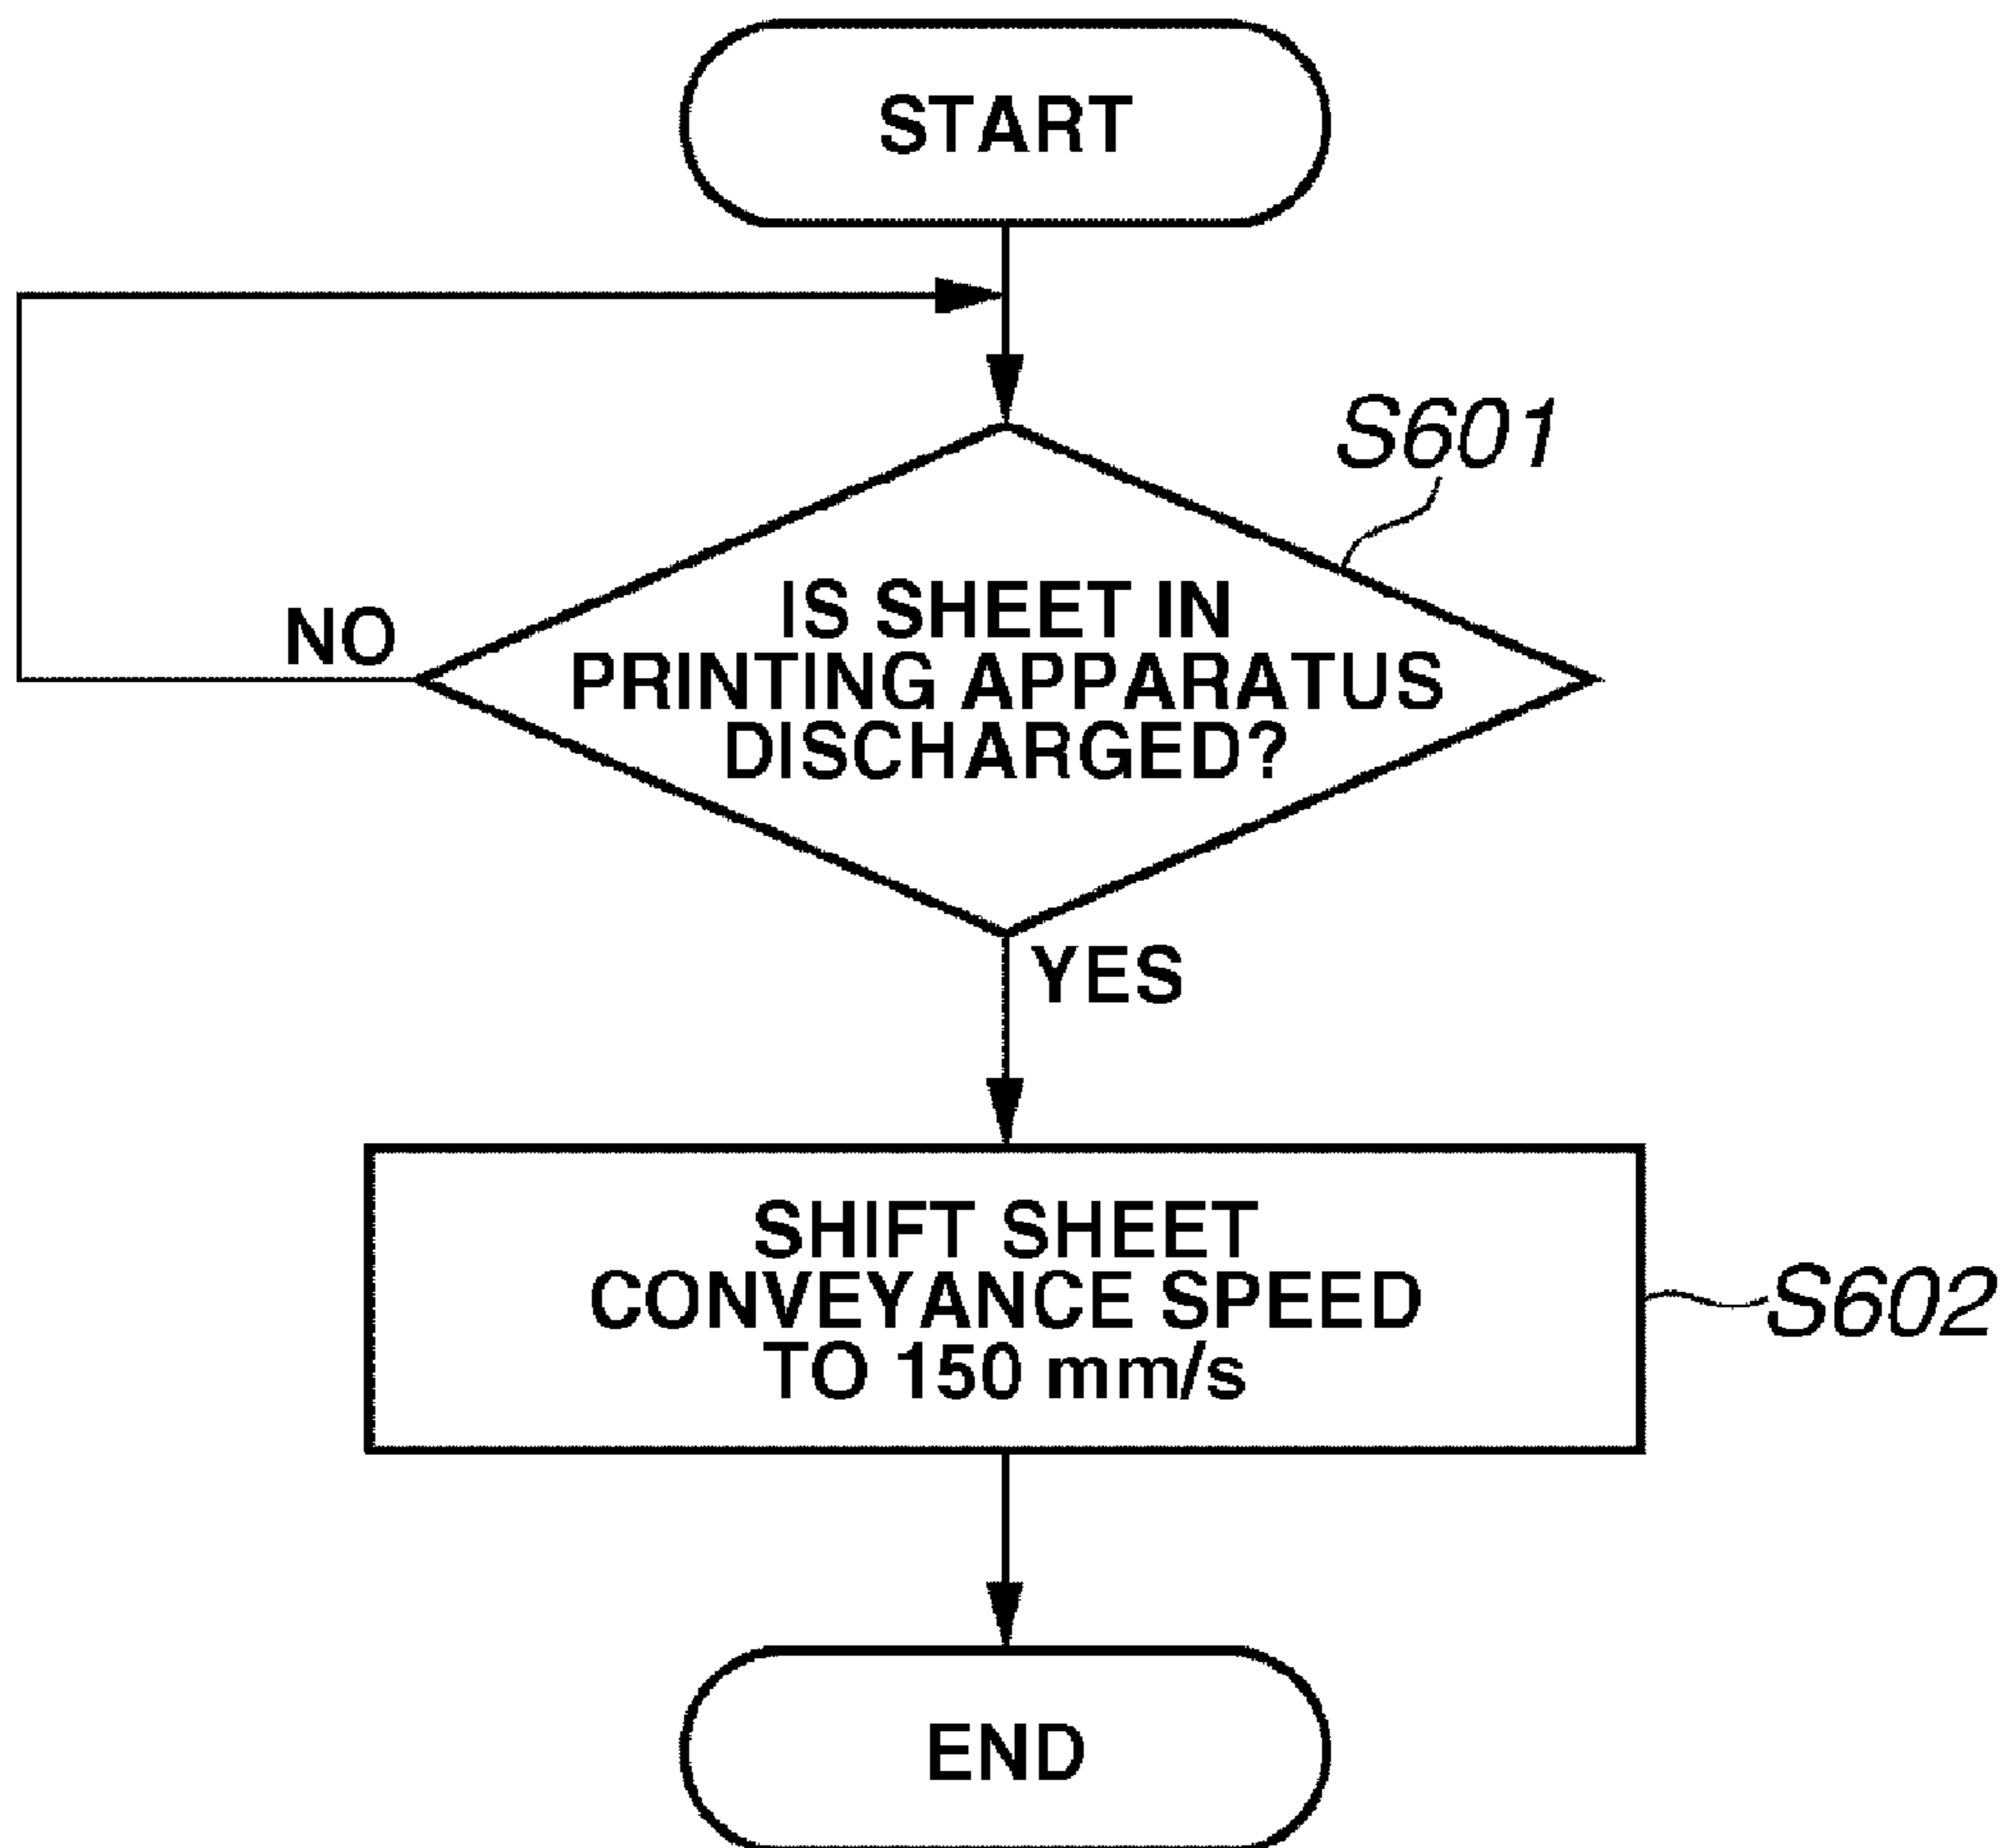 START
S601
IS SHEET IN
PRINTING APPARATUS
DISCHARGED?
NO
YES
SHIFT SHEET
CONVEYANCE SPEED
TO 150 mm/s
S602
END